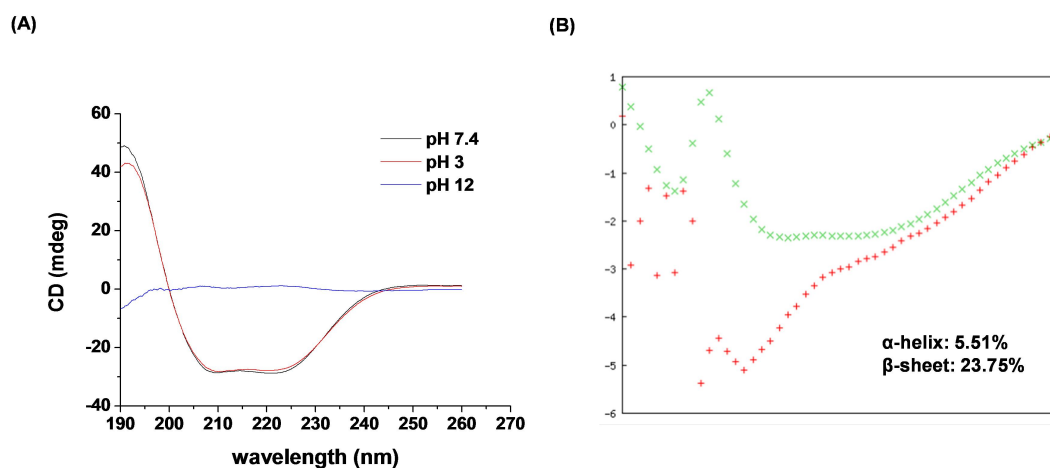 (A)
(B)
60
40
20
0
-20
-40
CD (mdeg)
190 200 210 220 230 240 250 260 270
wavelength (nm)
pH 7.4
pH 3
pH 12
1
0
-1
-2
-3
-4
-5
-6
α-helix: 5.51%
β-sheet: 23.75%